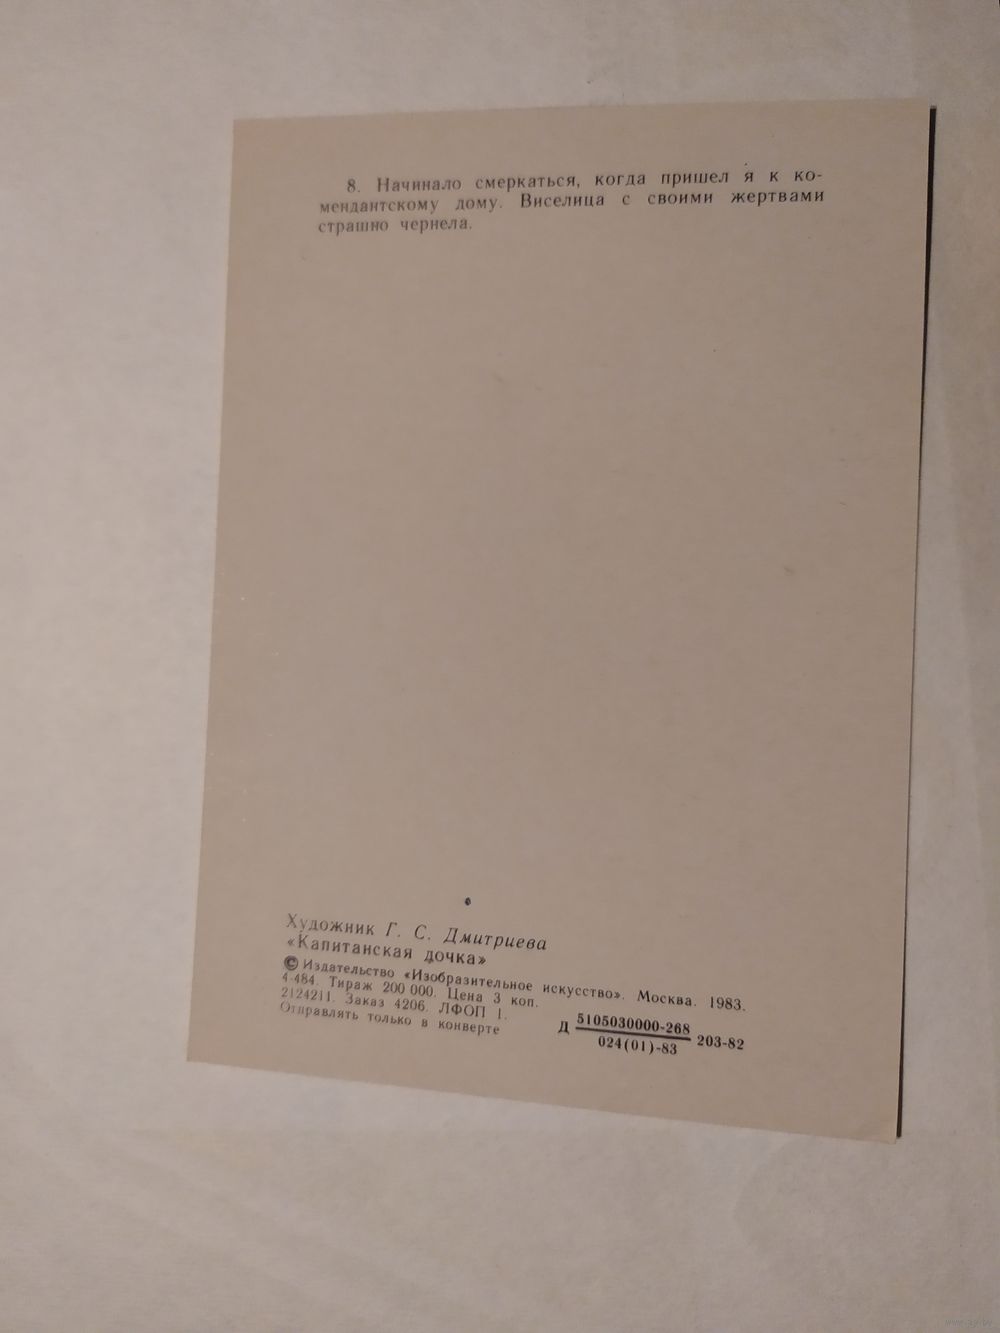 8. Начинало смеркаться, когда пришел я к ко-
мендантскому дому. Виселица с своими жертвами
страшно чернела.
Художник Г. С. Дмитриева
«Капитанская дочка»
© Издательство «Изобразительное искусство». Москва. 1983.
4-484. Тираж 200 000. Цена 3 коп.
2124211. Заказ 4206. ЛФОП 1.
Отправлять только в конверте
Д 5105030000-268 203-82
024(01)-83